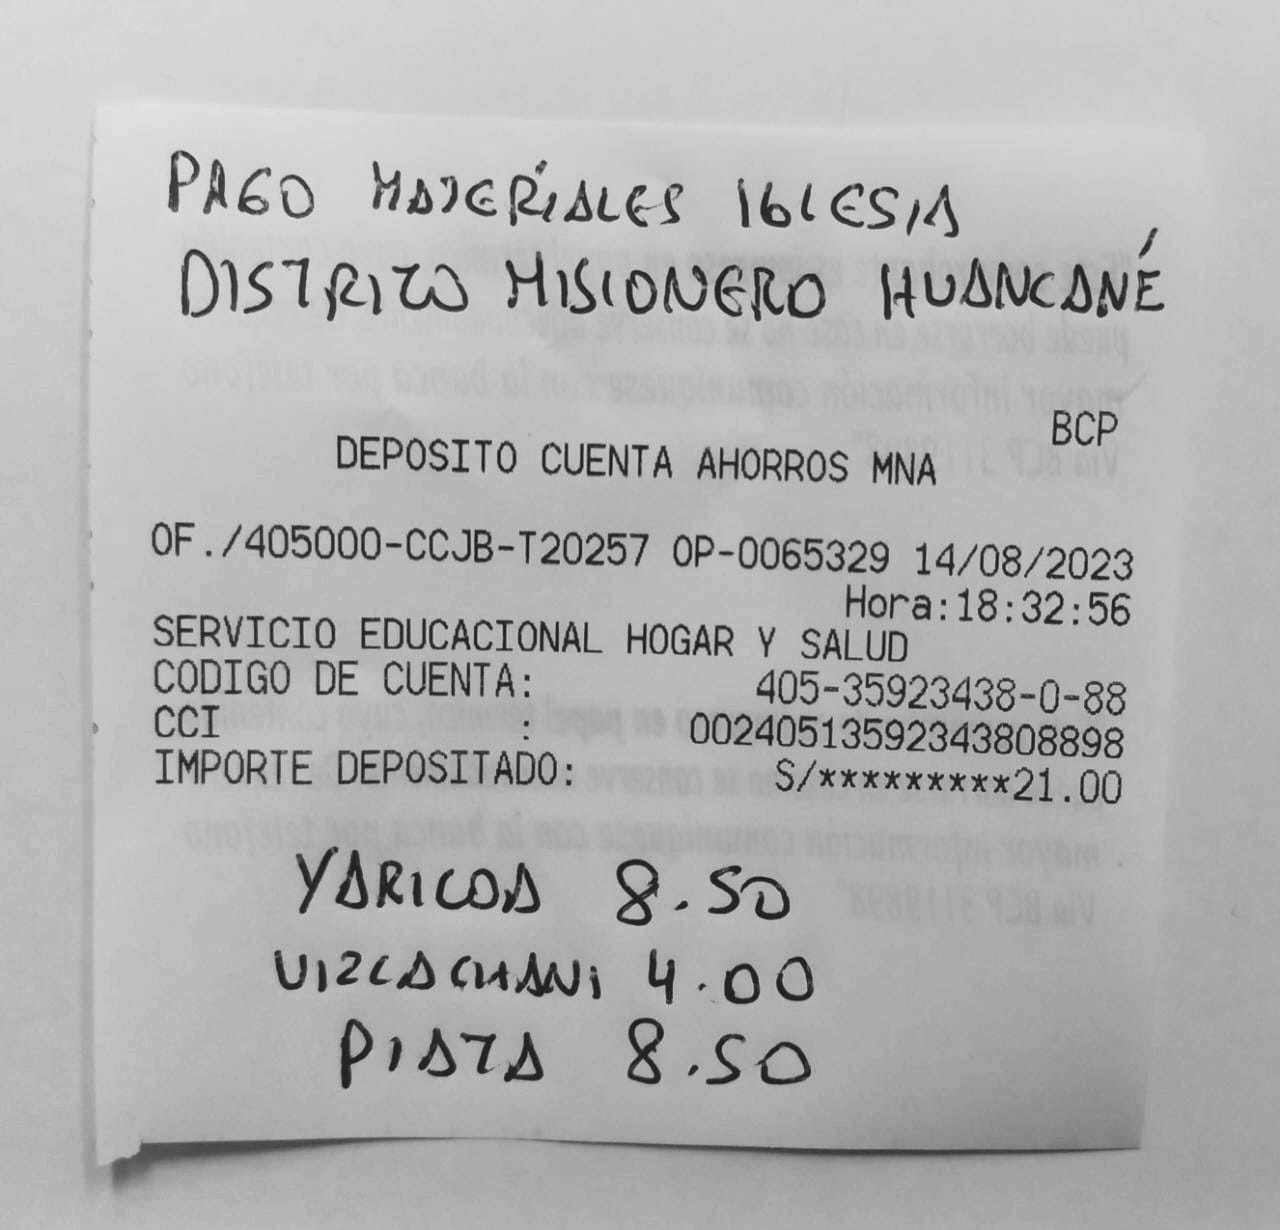 PAGO MATERIALES IGLESIA
DISTRITO MISIONERO HUANCANÉ
BCP
DEPOSITO CUENTA AHORROS MNA
OF./405000-CCJB-T20257 OP-0065329 14/08/2023
Hora:18:32:56
SERVICIO EDUCACIONAL HOGAR Y SALUD
CODIGO DE CUENTA: 405-35923438-0-88
CCI : 00240513592343808898
IMPORTE DEPOSITADO: S/*********21.00
YARICOA 8.50
VIZCACHANI 4.00
PIATA 8.50